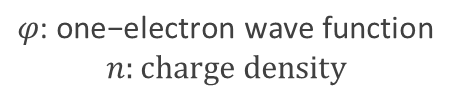 𝜑: one−electron wave function
𝑛: charge density